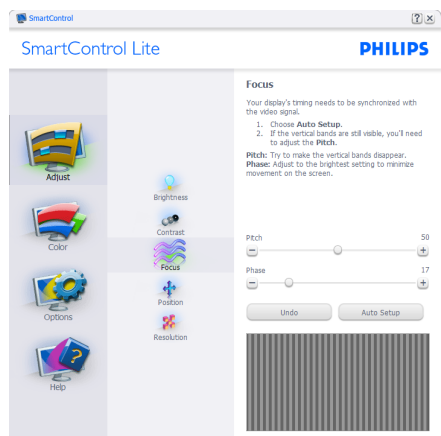 SmartControl
?
SmartControl Lite
PHILIPS
Adjust
Color
Options
Help
Brightness
Contrast
Focus
Position
Resolution
Focus
Your display's timing needs to be synchronized with
the video signal.
1. Choose Auto Setup.
2. If the vertical bands are still visible, you'll need
to adjust the Pitch.
Pitch: Try to make the vertical bands disappear.
Phase: Adjust to the brightest setting to minimize
movement on the screen.
Pitch 50
Phase 17
Undo Auto Setup